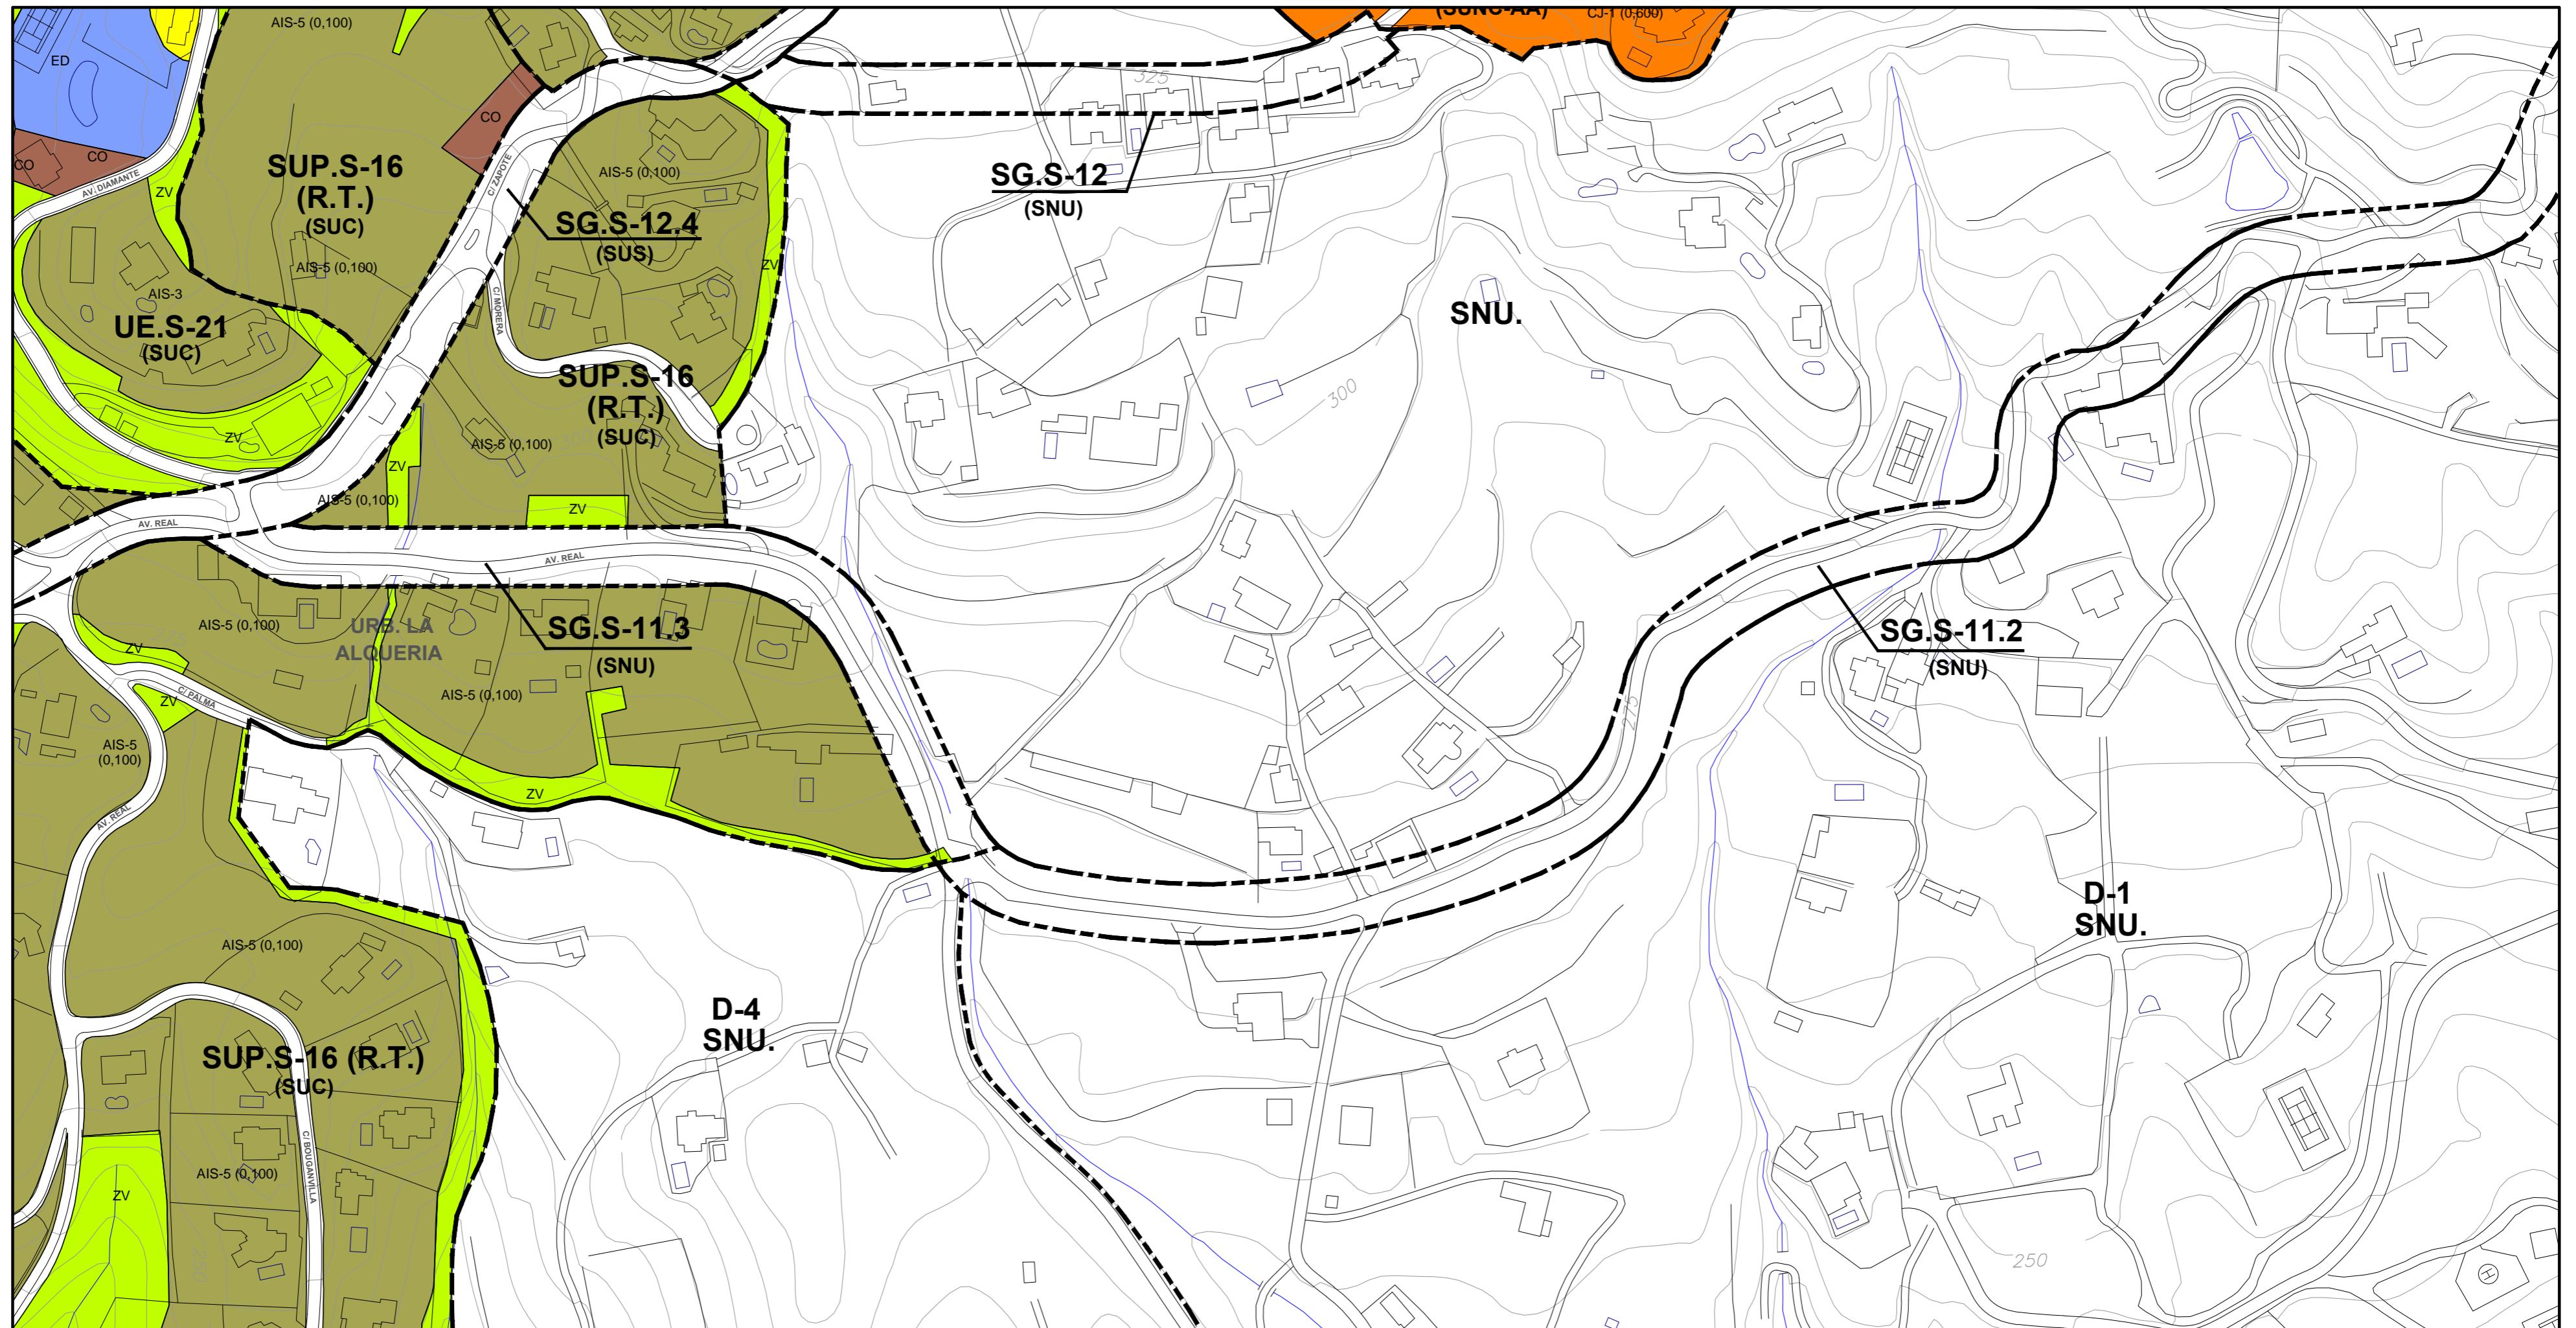 AIS-5 (0,100)
(SUNC-AA)
CJ-1 (0,600)
ED
325
CO
CO
CO
AV. DIAMANTE
ZV
SUP.S-16
(R.T.)
(SUC)
C/ ZAPOTE
AIS-5 (0,100)
SG.S-12
(SNU)
SG.S-12.4
(SUS)
AIS-5 (0,100)
ZV
AIS-3
UE.S-21
(SUC)
C/ MORERA
SNU.
SUP.S-16
(R.T.)
(SUC)
300
ZV
AIS-5 (0,100)
ZV
AIS-5 (0,100)
ZV
AV. REAL
AV. REAL
AIS-5 (0,100)
URB. LA
ALQUERIA
SG.S-11.3
(SNU)
SG.S-11.2
(SNU)
ZV
C/ PALMA
ZV
AIS-5 (0,100)
275
AIS-5
(0,100)
ZV
AV. REAL
D-1
SNU.
AIS-5 (0,100)
D-4
SNU.
SUP.S-16 (R.T.)
(SUC)
C/ BOUGANVILLA
AIS-5 (0,100)
ZV
250
H